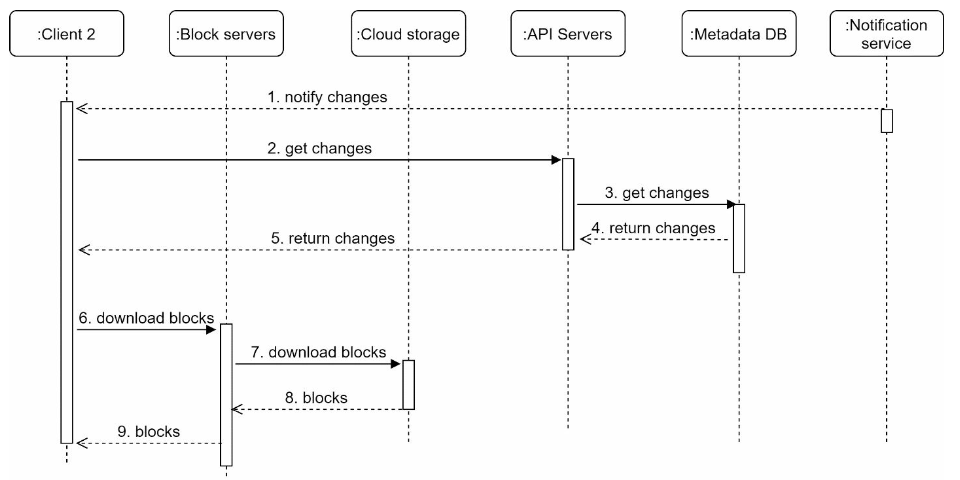 :Client 2
:Block servers
:Cloud storage
:API Servers
:Metadata DB
:Notification
service
1. notify changes
2. get changes
3. get changes
4. return changes
5. return changes
6. download blocks
7. download blocks
8. blocks
9. blocks